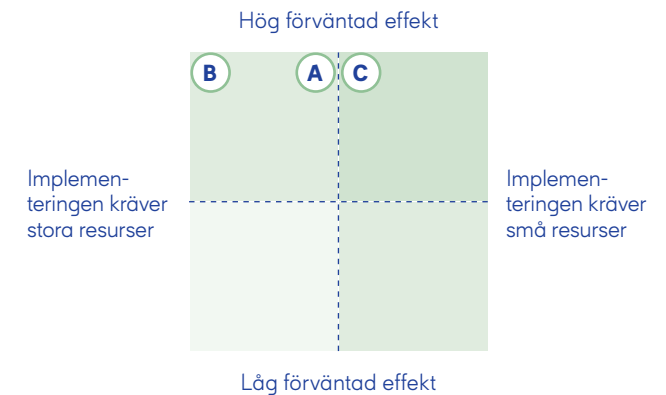 Hög förväntad effekt
B
A
C
Implemen-
teringen kräver
stora resurser
Implemen-
teringen kräver
små resurser
Låg förväntad effekt